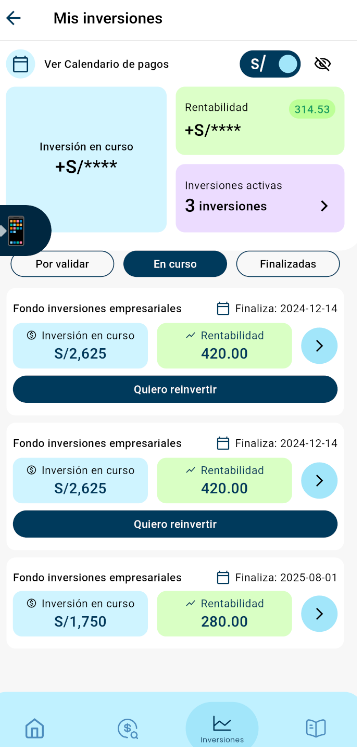 Mis inversiones
Ver Calendario de pagos
S/
Inversión en curso
+S/****
Rentabilidad
314.53
+S/****
Inversiones activas
3 inversiones
Por validar
En curso
Finalizadas
Fondo inversiones empresariales
Finaliza: 2024-12-14
Inversión en curso
S/2,625
Rentabilidad
420.00
Quiero reinvertir
Fondo inversiones empresariales
Finaliza: 2024-12-14
Inversión en curso
S/2,625
Rentabilidad
420.00
Quiero reinvertir
Fondo inversiones empresariales
Finaliza: 2025-08-01
Inversión en curso
S/1,750
Rentabilidad
280.00
Inversiones